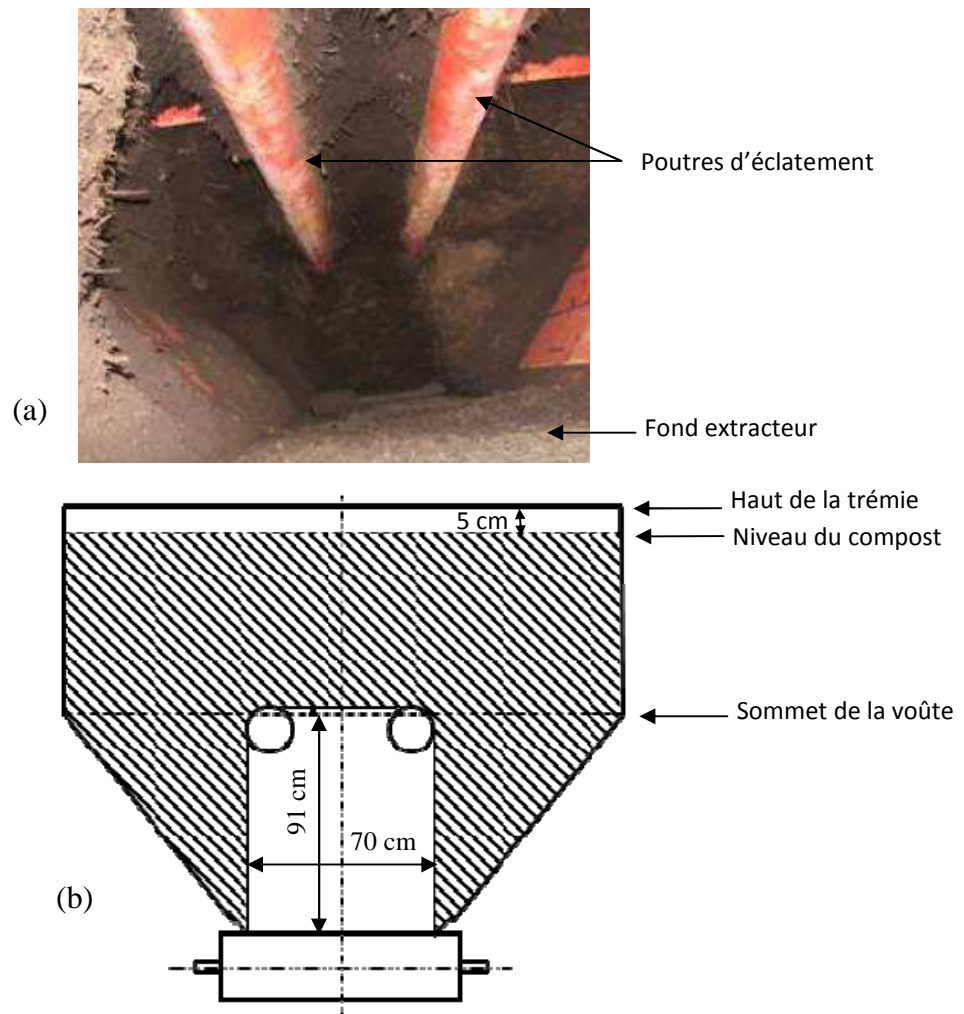 Poutres d'éclatement
(a)
Fond extracteur
Haut de la trémie
5 cm
Niveau du compost
Sommet de la voûte
91 cm
70 cm
(b)